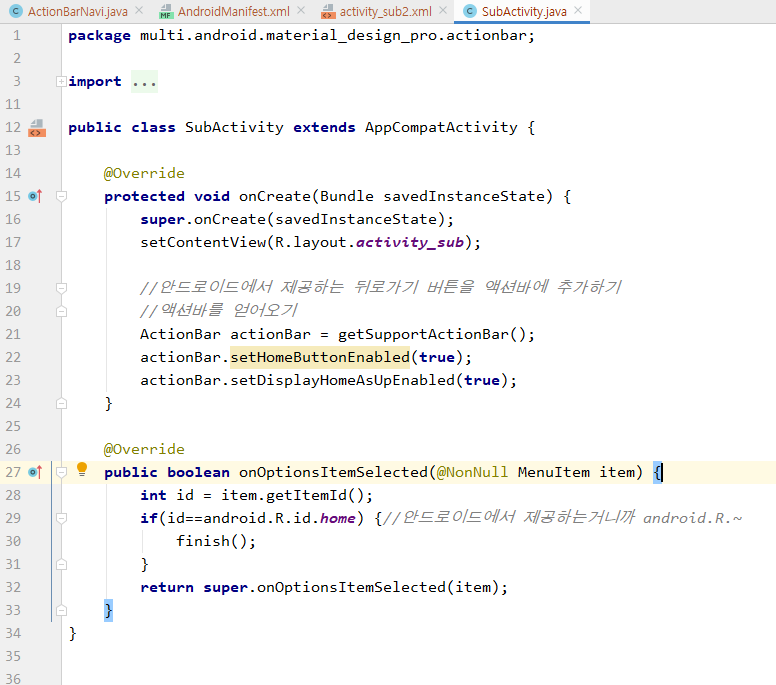 ActionBarNavi.java × AndroidManifest.xml × activity_sub2.xml × SubActivity.java ×
1 package multi.android.material_design_pro.actionbar;
2
3 import ...
11
12 public class SubActivity extends AppCompatActivity {
13
14 @Override
15 protected void onCreate(Bundle savedInstanceState) {
16 super.onCreate(savedInstanceState);
17 setContentView(R.layout.activity_sub);
18
19 //안드로이드에서 제공하는 뒤로가기 버튼을 액션바에 추가하기
20 //액션바를 얻어오기
21 ActionBar actionBar = getSupportActionBar();
22 actionBar.setHomeButtonEnabled(true);
23 actionBar.setDisplayHomeAsUpEnabled(true);
24 }
25
26 @Override
27 public boolean onOptionsItemSelected(@NonNull MenuItem item) {
28 int id = item.getItemId();
29 if(id==android.R.id.home) {//안드로이드에서 제공하는거니까 android.R.~
30 finish();
31 }
32 return super.onOptionsItemSelected(item);
33 }
34 }
35
36